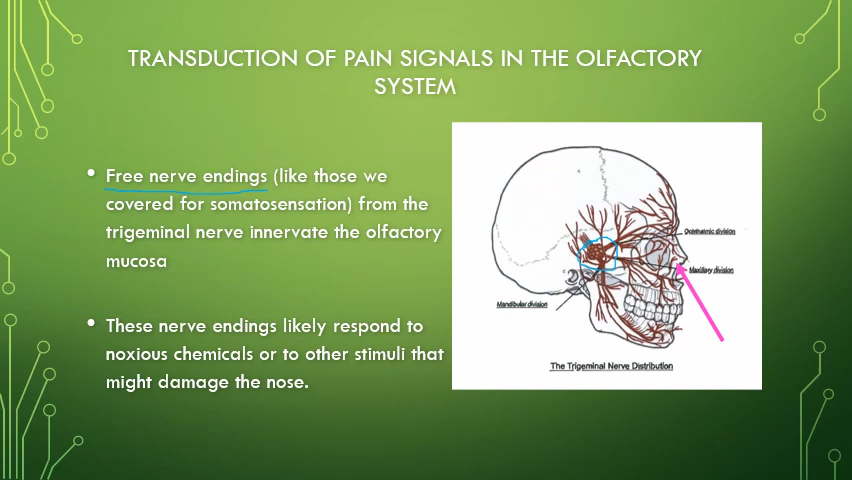 TRANSDUCTION OF PAIN SIGNALS IN THE OLFACTORY
SYSTEM
• Free nerve endings (like those we
covered for somatosensation) from the
trigeminal nerve innervate the olfactory
mucosa
• These nerve endings likely respond to
noxious chemicals or to other stimuli that
might damage the nose.
Ophthalmic division
Maxillary division
Mandibular division
The Trigeminal Nerve Distribution